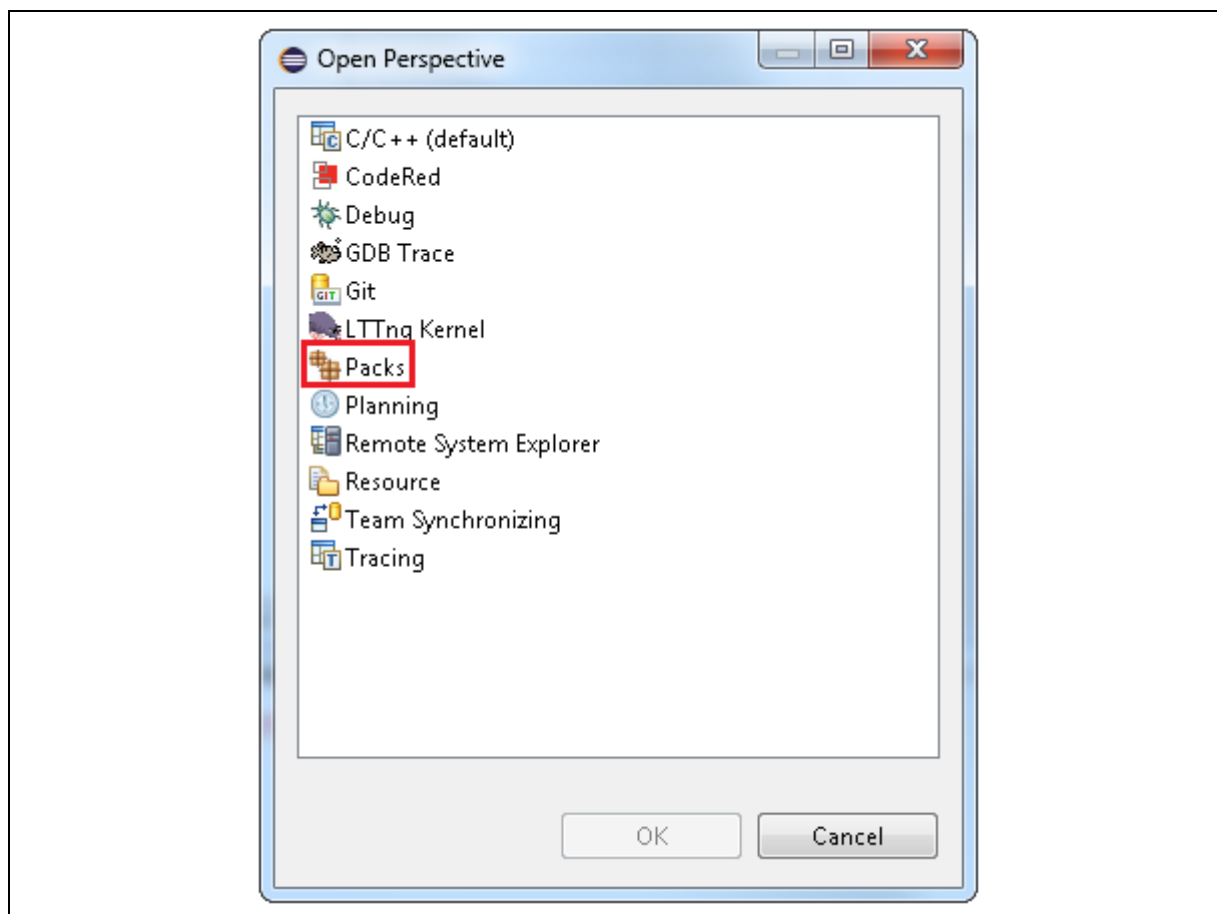 Open Perspective
C/C++ (default)
CodeRed
Debug
GDB Trace
GIT Git
LTTng Kernel
Packs
Planning
Remote System Explorer
Resource
Team Synchronizing
Tracing
OK Cancel